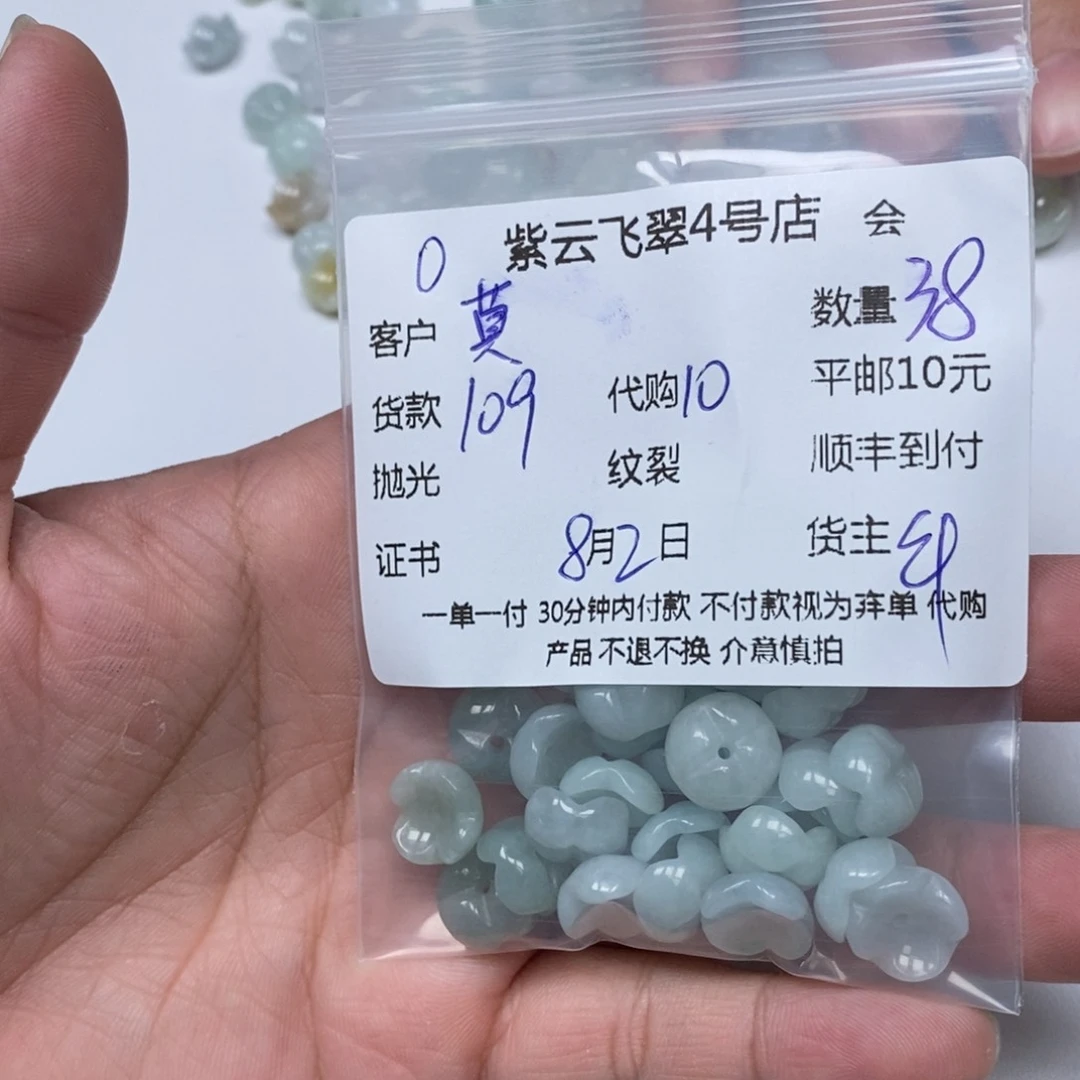 紫云飞翠4号店 会
0
客户 莫 数量 38
货款 109 代购 10 平邮10元
抛光 纹裂 顺丰到付
证书 8月2日 货主
一单一付 30分钟内付款 不付款视为弃单 代购
产品 不退不换 介意慎拍